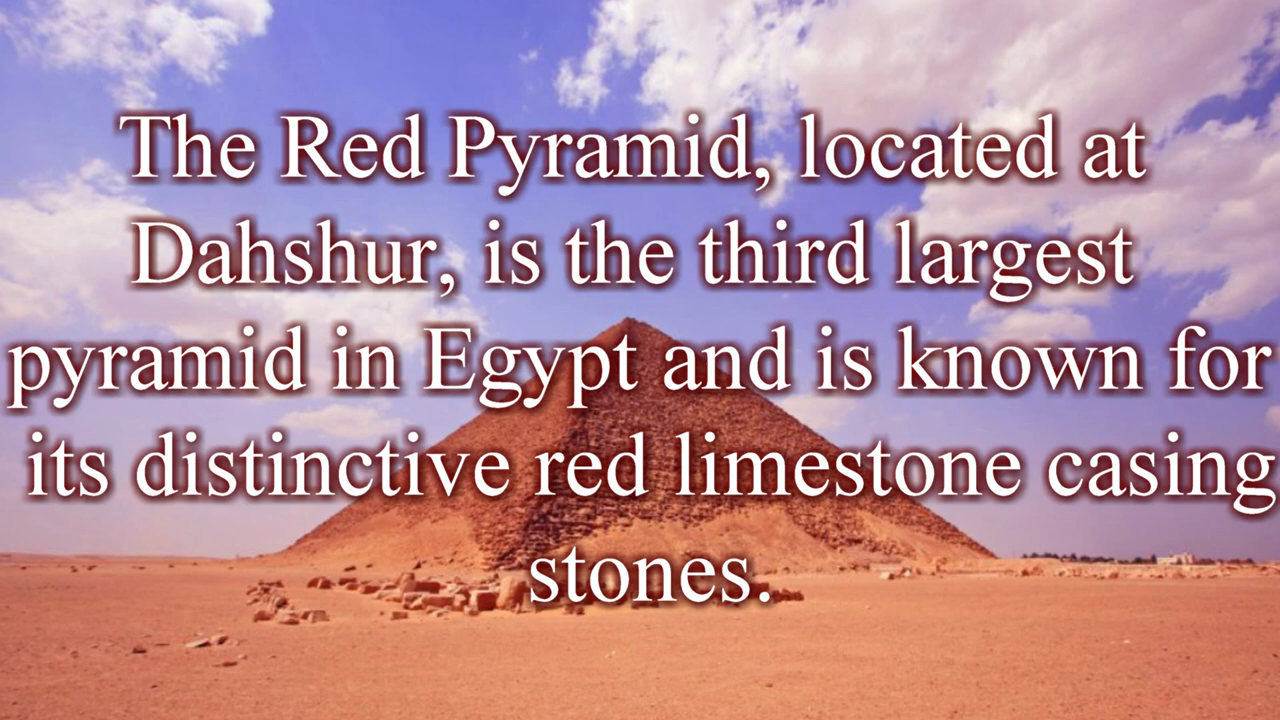 The Red Pyramid, located at
Dahshur, is the third largest
pyramid in Egypt and is known for
its distinctive red limestone casing
stones.